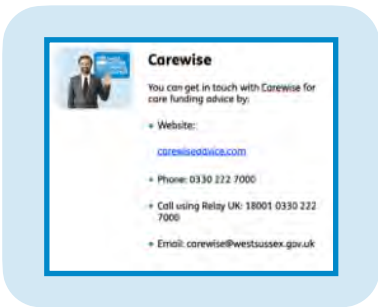 Carewise
You can get in touch with Carewise for
care funding advice by:
• Website:
carewiseadvice.com
• Phone: 0330 222 7000
• Call using Relay UK: 18001 0330 222
7000
• Email: carewise@westsussex.gov.uk